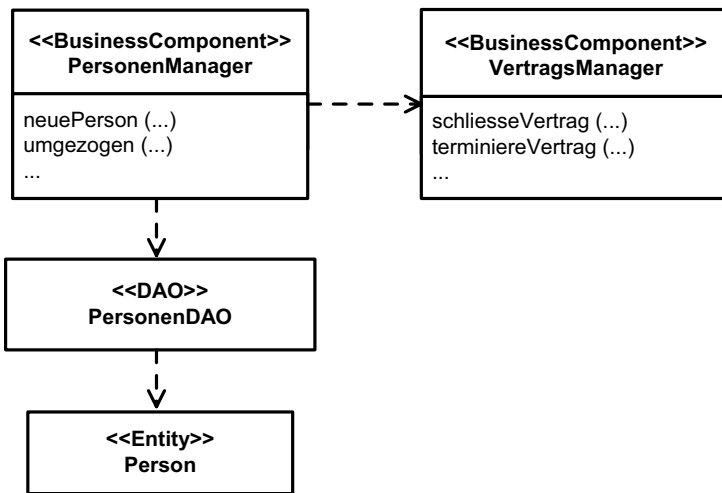 <<BusinessComponent>>
PersonenManager
neuePerson (...)
umgezogen (...)
...
<<BusinessComponent>>
VertragsManager
schliesseVertrag (...)
terminiereVertrag (...)
...
<<DAO>>
PersonenDAO
<<Entity>>
Person